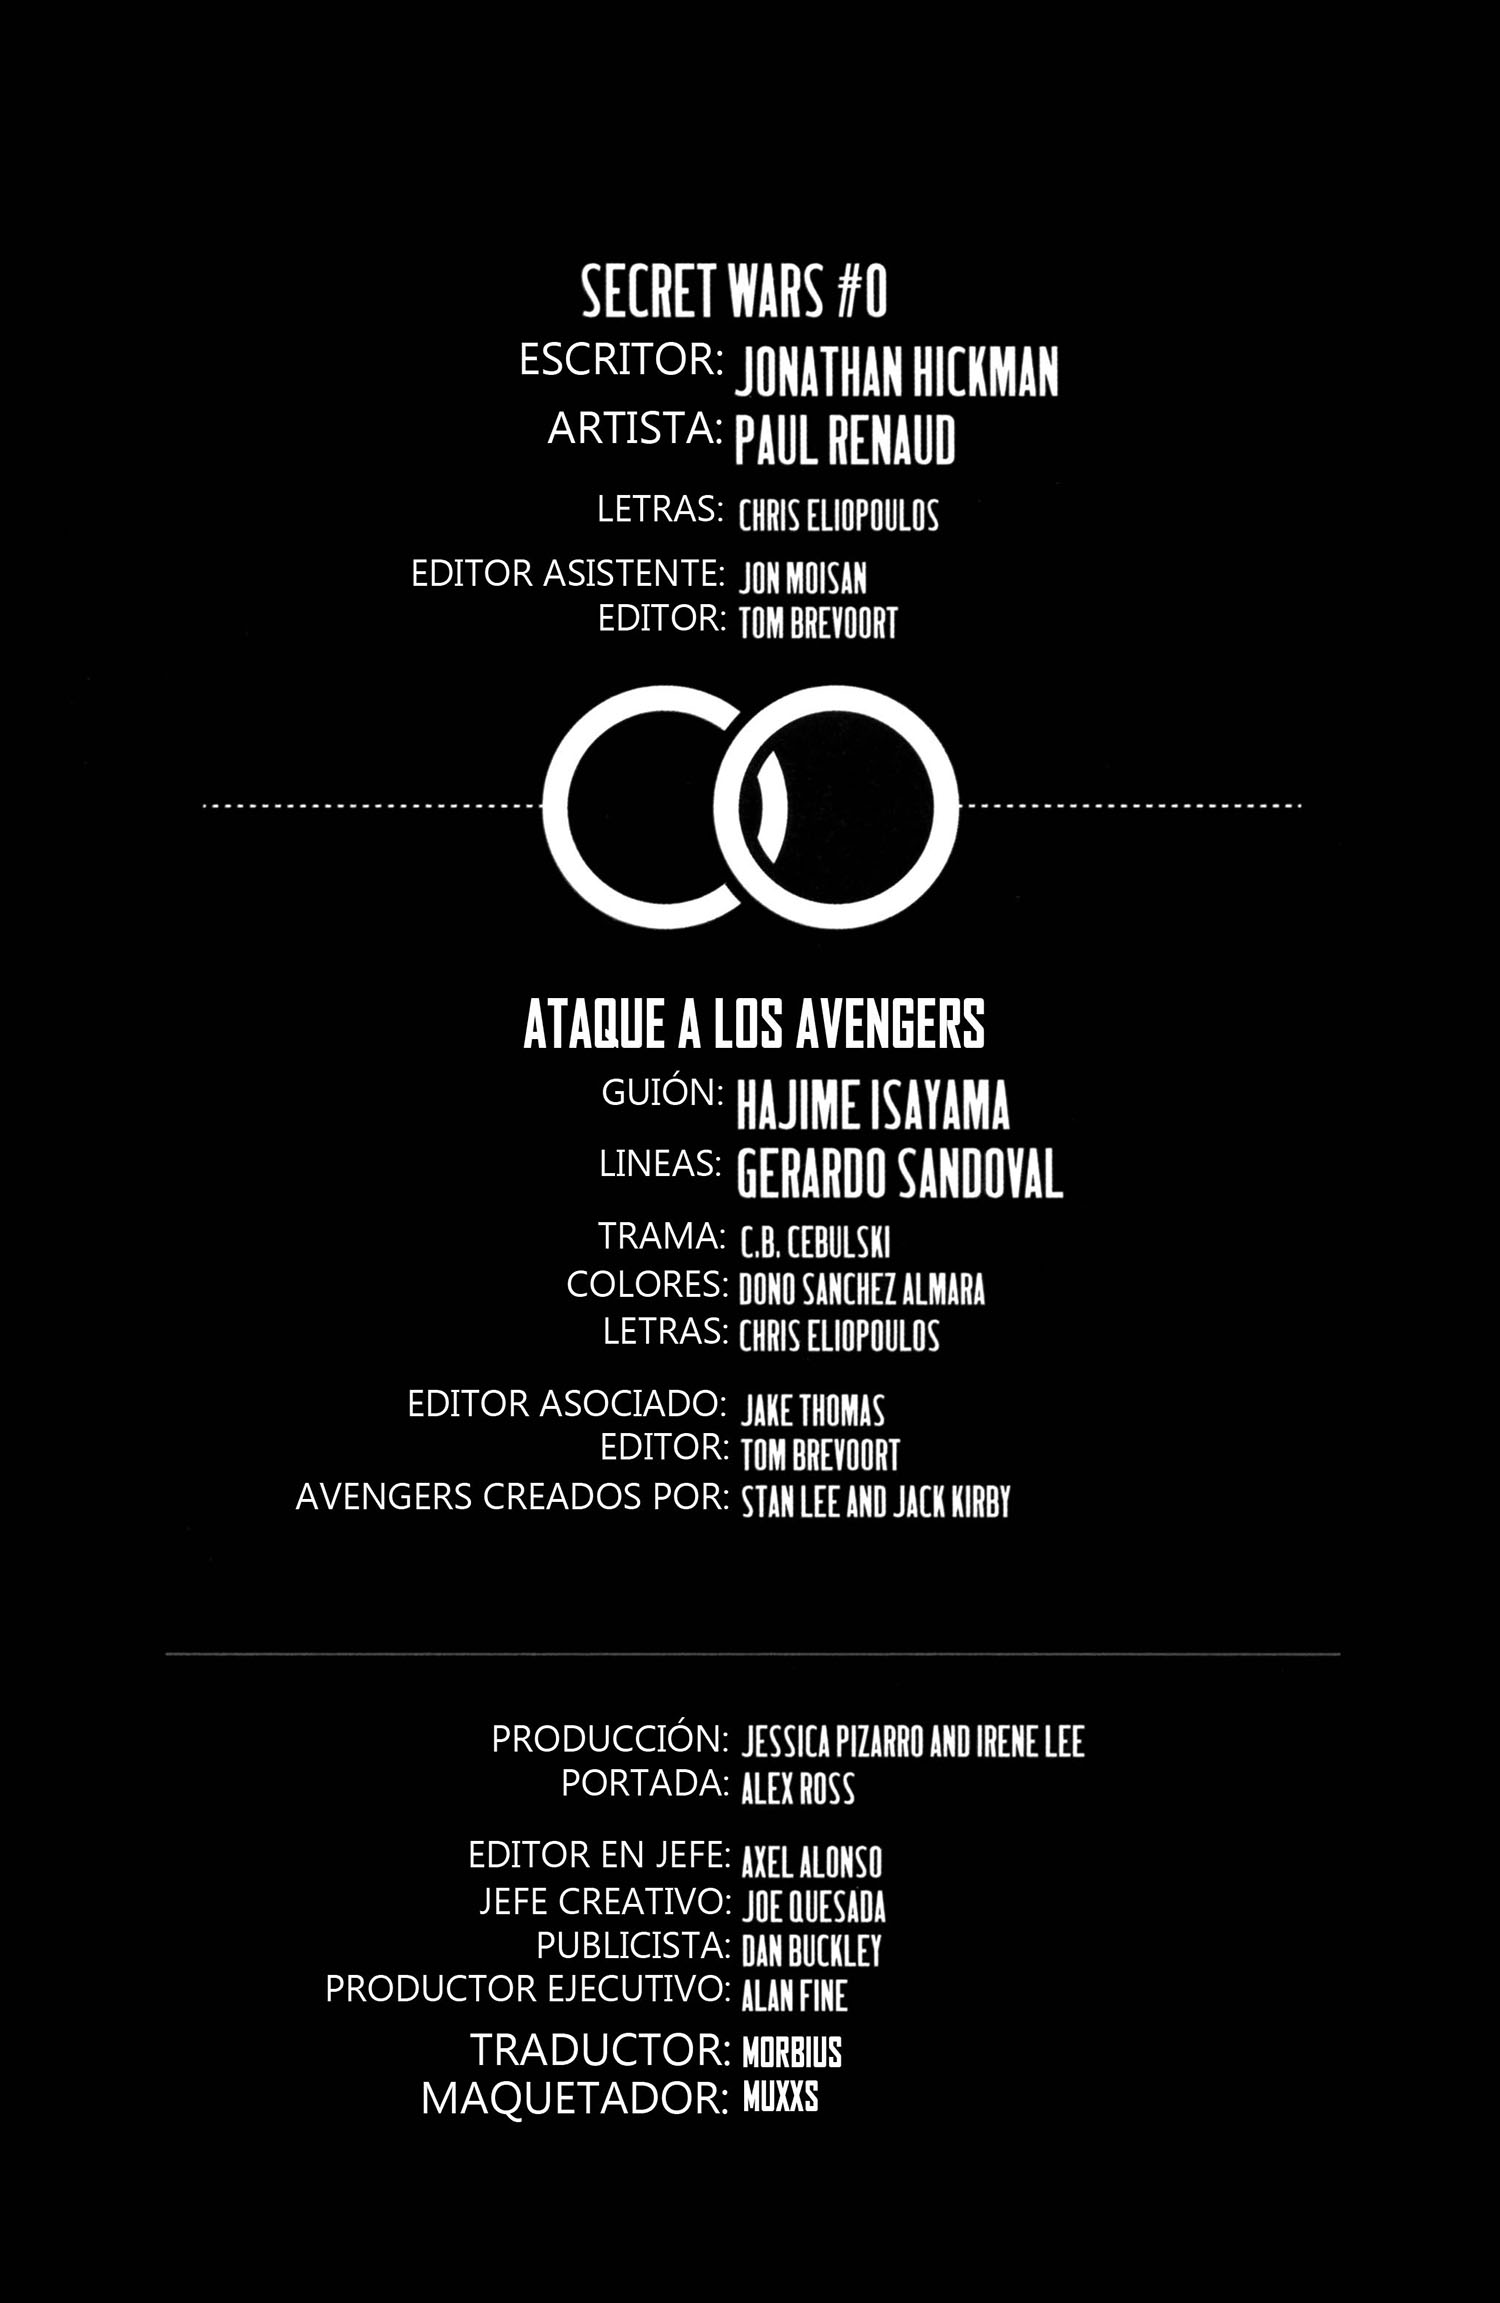 SECRET WARS #0
ESCRITOR: JONATHAN HICKMAN
ARTISTA: PAUL RENAUD
LETRAS: CHRIS ELIOPOULOS
EDITOR ASISTENTE: JON MOISAN
EDITOR: TOM BREVOORT
ATAQUE A LOS AVENGERS
GUIÓN: HAJIME ISAYAMA
LINEAS: GERARDO SANDOVAL
TRAMA: C.B. CEBULSKI
COLORES: DONO SANCHEZ ALMARA
LETRAS: CHRIS ELIOPOULOS
EDITOR ASOCIADO: JAKE THOMAS
EDITOR: TOM BREVOORT
AVENGERS CREADOS POR: STAN LEE AND JACK KIRBY
PRODUCCIÓN: JESSICA PIZARRO AND IRENE LEE
PORTADA: ALEX ROSS
EDITOR EN JEFE: AXEL ALONSO
JEFE CREATIVO: JOE QUESADA
PUBLICISTA: DAN BUCKLEY
PRODUCTOR EJECUTIVO: ALAN FINE
TRADUCTOR: MORBIUS
MAQUETADOR: MUXXS